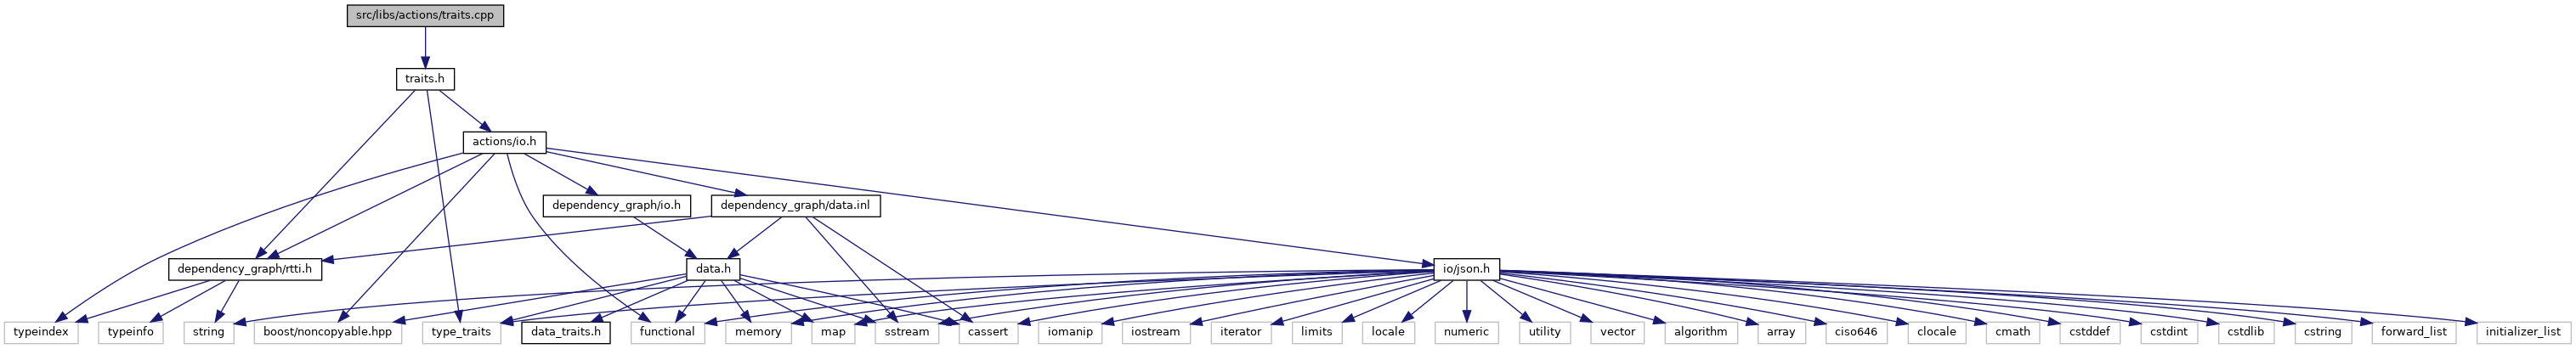 src/libs/actions/traits.cpp
traits.h
actions/io.h
dependency_graph/io.h
dependency_graph/data.inl
dependency_graph/rtti.h
data.h
io/json.h
typeindex
typeinfo
string
boost/noncopyable.hpp
type_traits
data_traits.h
functional
memory
map
sstream
cassert
iomanip
iostream
iterator
limits
locale
numeric
utility
vector
algorithm
array
ciso646
clocale
cmath
cstddef
cstdint
cstdlib
cstring
forward_list
initializer_list